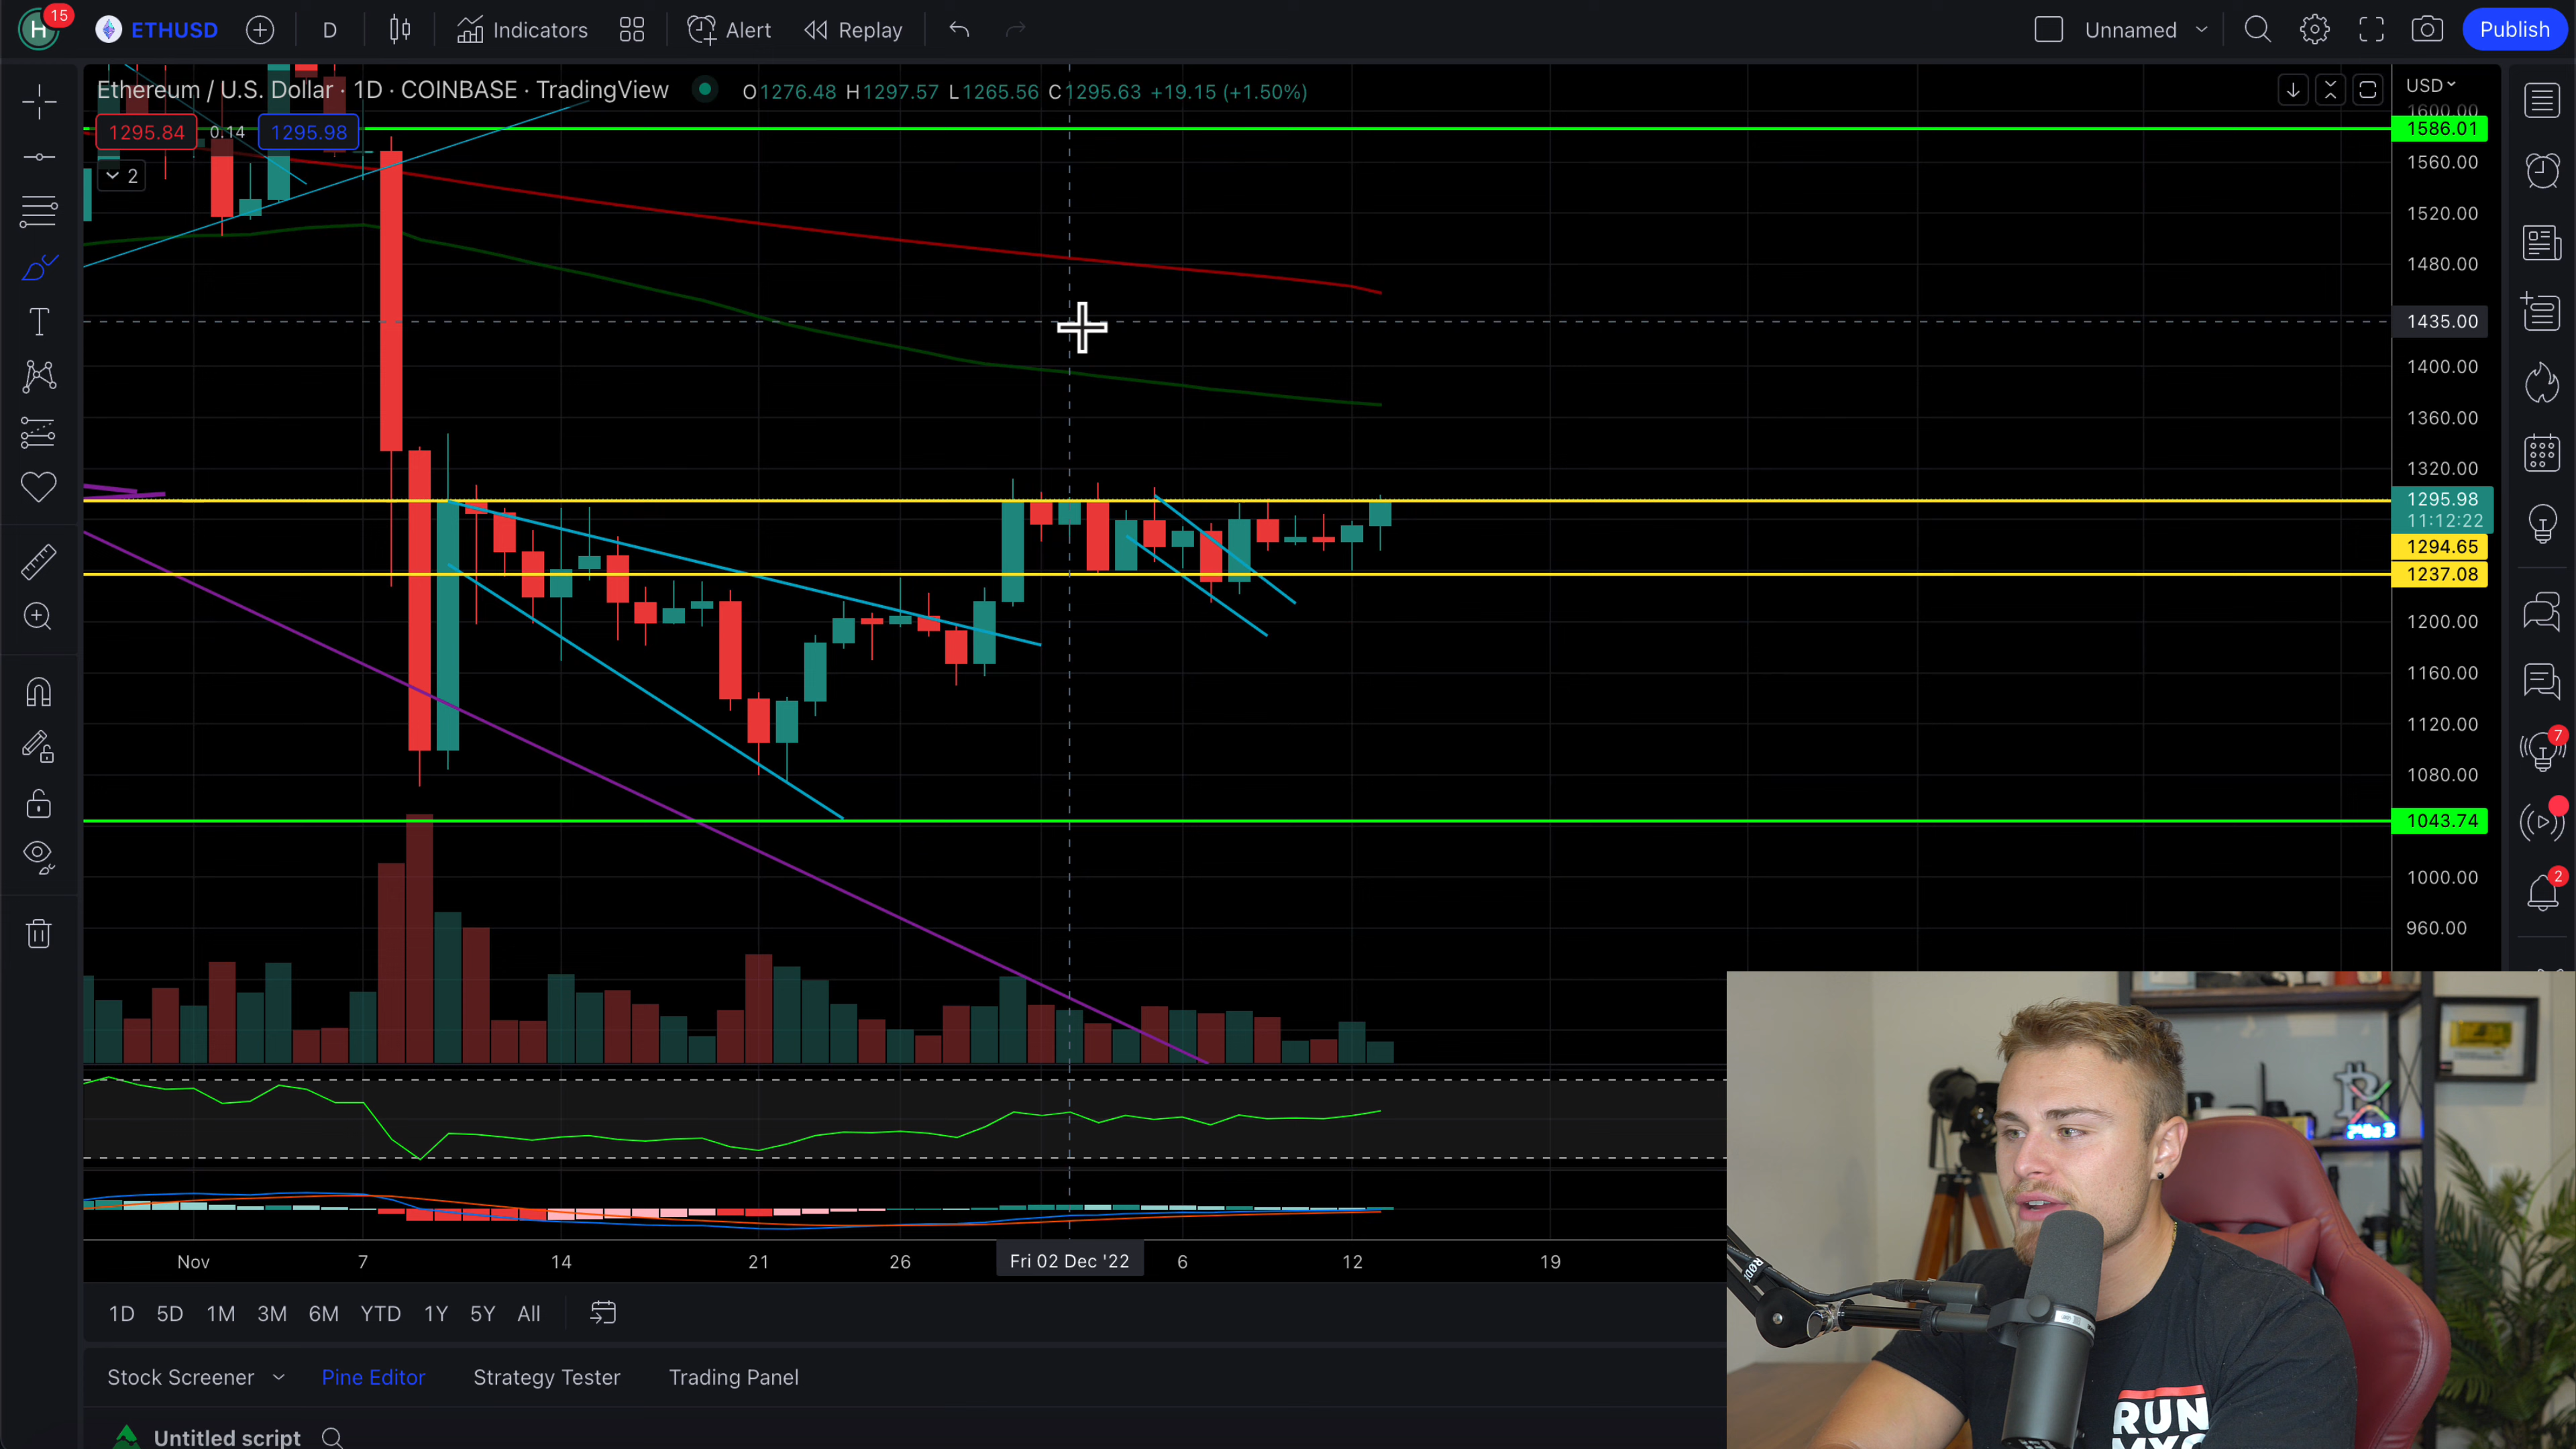 H 15 ETHUSD D Indicators Alert Replay Unnamed Publish
Ethereum / U.S. Dollar · 1D · COINBASE · TradingView O1276.48 H1297.57 L1265.56 C1295.63 +19.15 (+1.50%)
1295.84 0.14 1295.98
2
USD
1600.00
1586.01
1560.00
1520.00
1480.00
1435.00
1400.00
1360.00
1320.00
1295.98
11:12:22
1294.65
1237.08
1200.00
1160.00
1120.00
1080.00
1043.74
1000.00
960.00
7
2
Nov 7 14 21 26 Fri 02 Dec '22 6 12 19
1D 5D 1M 3M 6M YTD 1Y 5Y All
Stock Screener Pine Editor Strategy Tester Trading Panel
Untitled script
RØDE
RUN